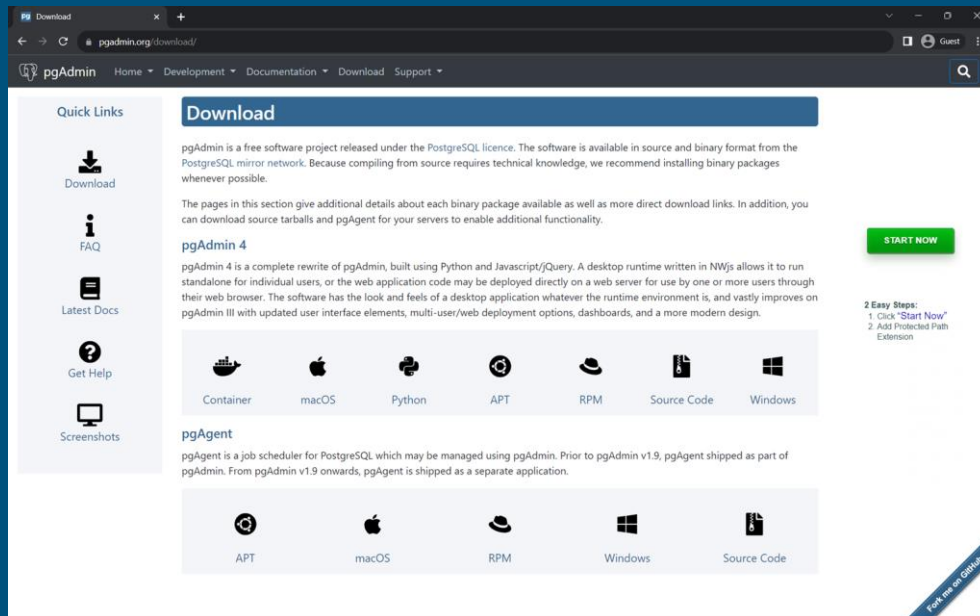 Pg Download
pgadmin.org/download/
Guest
pgAdmin Home Development Documentation Download Support
Quick Links
Download
FAQ
Latest Docs
Get Help
Screenshots
Download
pgAdmin is a free software project released under the PostgreSQL licence. The software is available in source and binary format from the
PostgreSQL mirror network. Because compiling from source requires technical knowledge, we recommend installing binary packages
whenever possible.
The pages in this section give additional details about each binary package available as well as more direct download links. In addition, you
can download source tarballs and pgAgent for your servers to enable additional functionality.
pgAdmin 4
pgAdmin 4 is a complete rewrite of pgAdmin, built using Python and Javascript/jQuery. A desktop runtime written in NWjs allows it to run
standalone for individual users, or the web application code may be deployed directly on a web server for use by one or more users through
their web browser. The software has the look and feels of a desktop application whatever the runtime environment is, and vastly improves on
pgAdmin III with updated user interface elements, multi-user/web deployment options, dashboards, and a more modern design.
Container macOS Python APT RPM Source Code Windows
pgAgent
pgAgent is a job scheduler for PostgreSQL which may be managed using pgAdmin. Prior to pgAdmin v1.9, pgAgent shipped as part of
pgAdmin. From pgAdmin v1.9 onwards, pgAgent is shipped as a separate application.
APT macOS RPM Windows Source Code
START NOW
2 Easy Steps:
1. Click "Start Now"
2. Add Protected Path
Extension
Fork me on GitHub